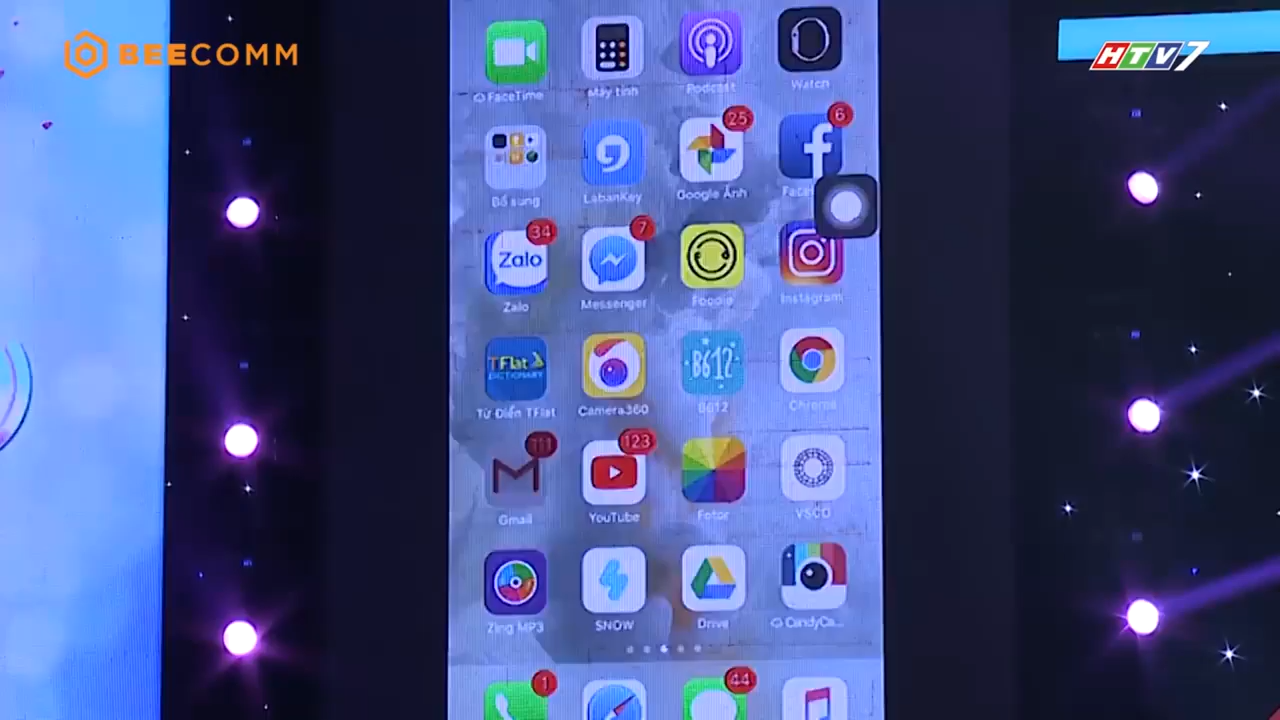 BEECOMM
HTV7
FaceTime
Máy tính
Podcast
Watch
25
6
Bổ sung
LabanKey
Google Ảnh
34
7
Zalo
Zalo
Messenger
Foodie
Instagram
TFlat
DICTIONARY
B612
Từ Điển TFlat
Camera360
B612
Chrome
111
123
Gmail
YouTube
Fotor
VSCO
Zing MP3
SNOW
Drive
CandyCa...
1
44